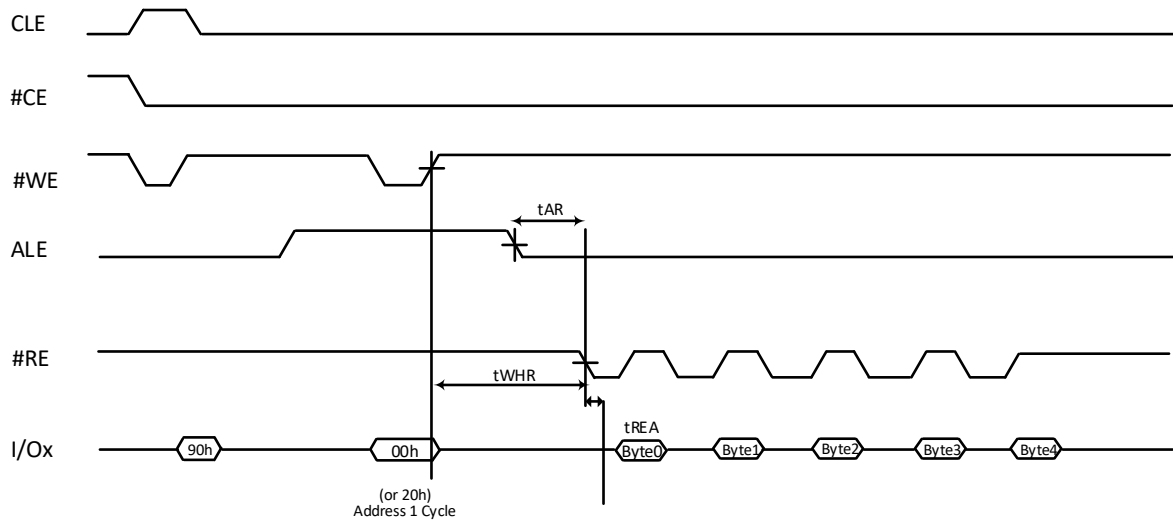 CLE
#CE
#WE
tAR
ALE
#RE
tWHR
tREA
I/Ox
90h
00h
Byte0
Byte1
Byte2
Byte3
Byte4
(or 20h)
Address 1 Cycle